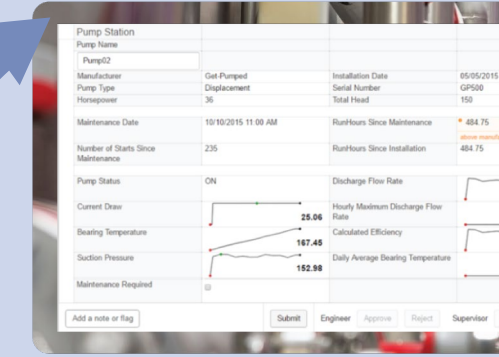 Pump Station
Pump Name
Pump02
Manufacturer Get-Pumped Installation Date 05/05/2015
Pump Type Displacement Serial Number GP500
Horsepower 36 Total Head 150
Maintenance Date 10/10/2015 11:00 AM RunHours Since Maintenance 484.75
above manufa
Number of Starts Since Maintenance 235 RunHours Since Installation 484.75
Pump Status ON Discharge Flow Rate
Current Draw 25.06 Hourly Maximum Discharge Flow Rate
Bearing Temperature 167.45 Calculated Efficiency
Suction Pressure 152.98 Daily Average Bearing Temperature
Maintenance Required
Add a note or flag Submit Engineer Approve Reject Supervisor